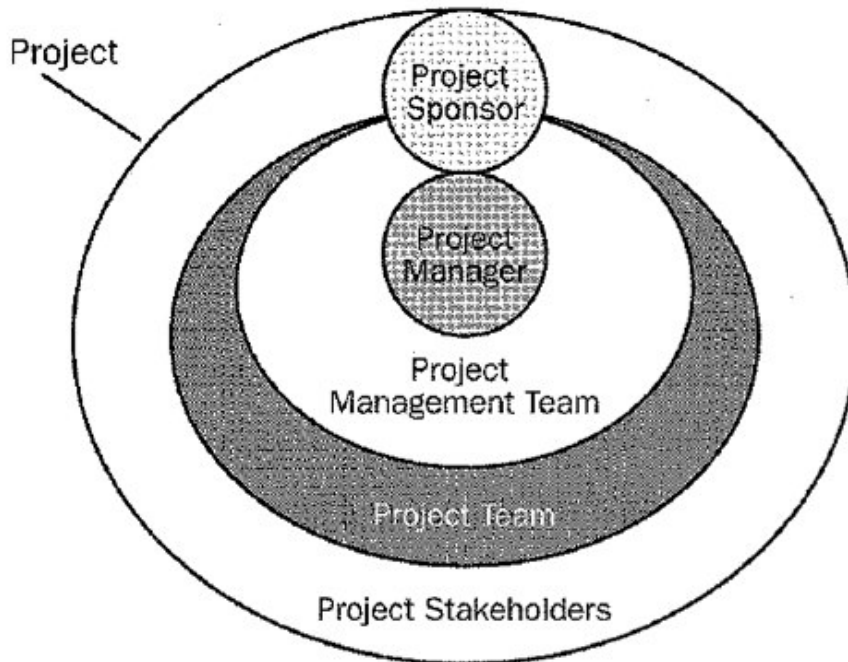 Project
Project
Sponsor
Project
Manager
Project
Management Team
Project Team
Project Stakeholders